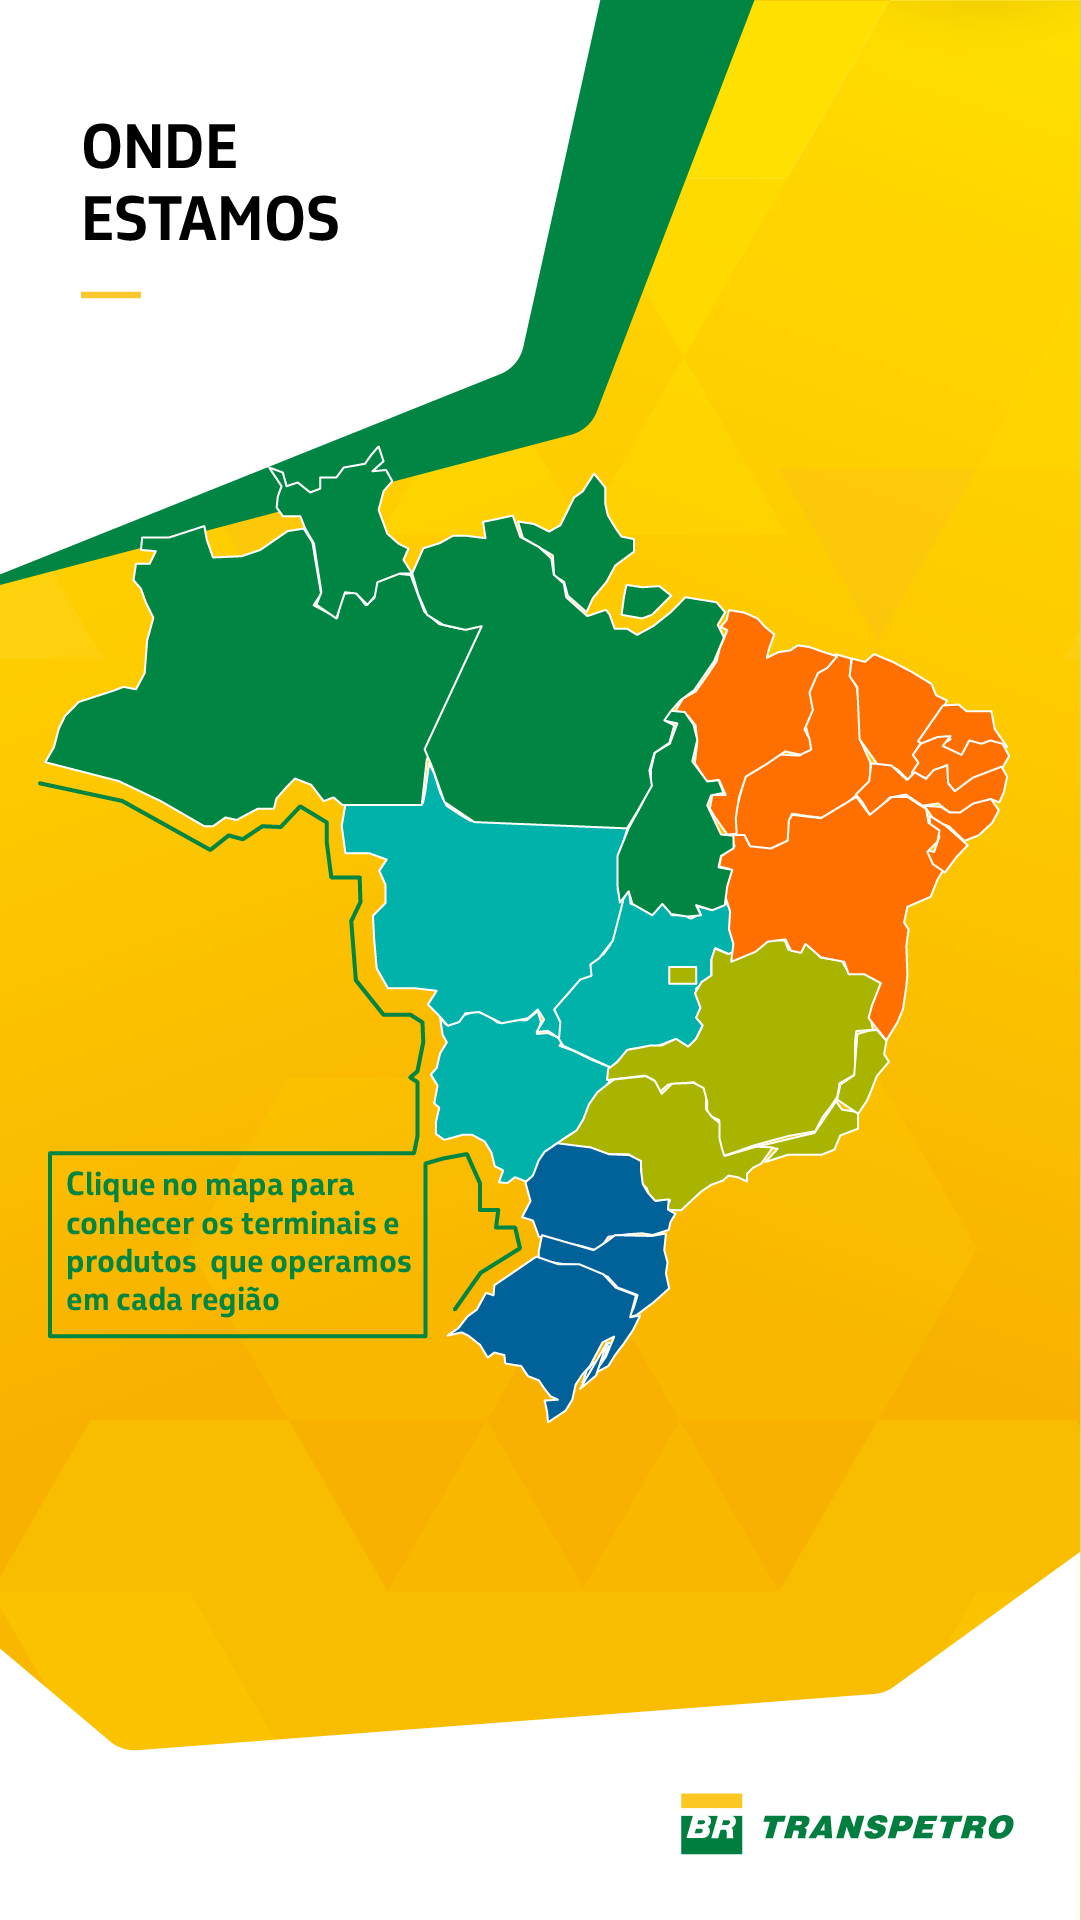 ONDE
ESTAMOS
Clique no mapa para
conhecer os terminais e
produtos que operamos
em cada região
BR TRANSPETRO